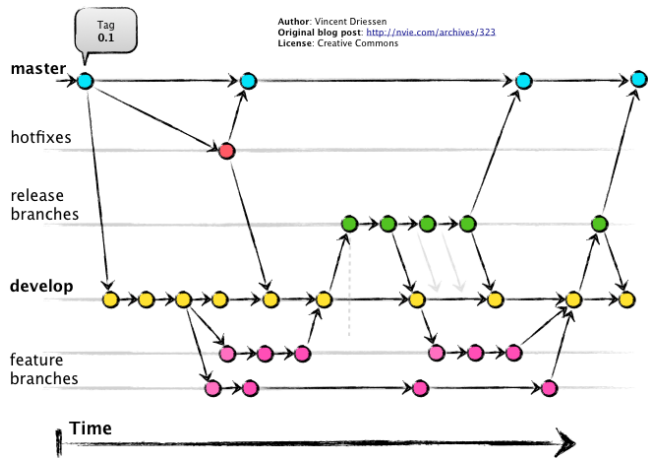 Tag
0.1
Author: Vincent Driessen
Original blog post: http://nvie.com/archives/323
License: Creative Commons
master
hotfixes
release
branches
develop
feature
branches
Time